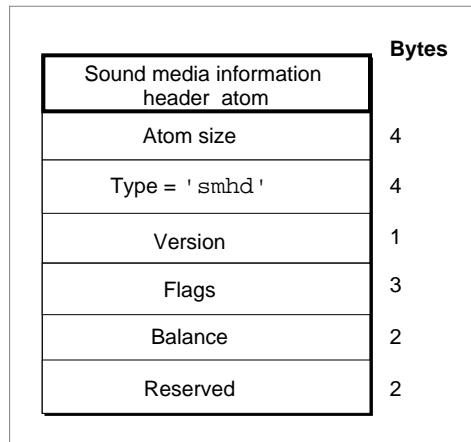 Bytes
Sound media information
header atom
Atom size 4
Type = 'smhd' 4
Version 1
Flags 3
Balance 2
Reserved 2